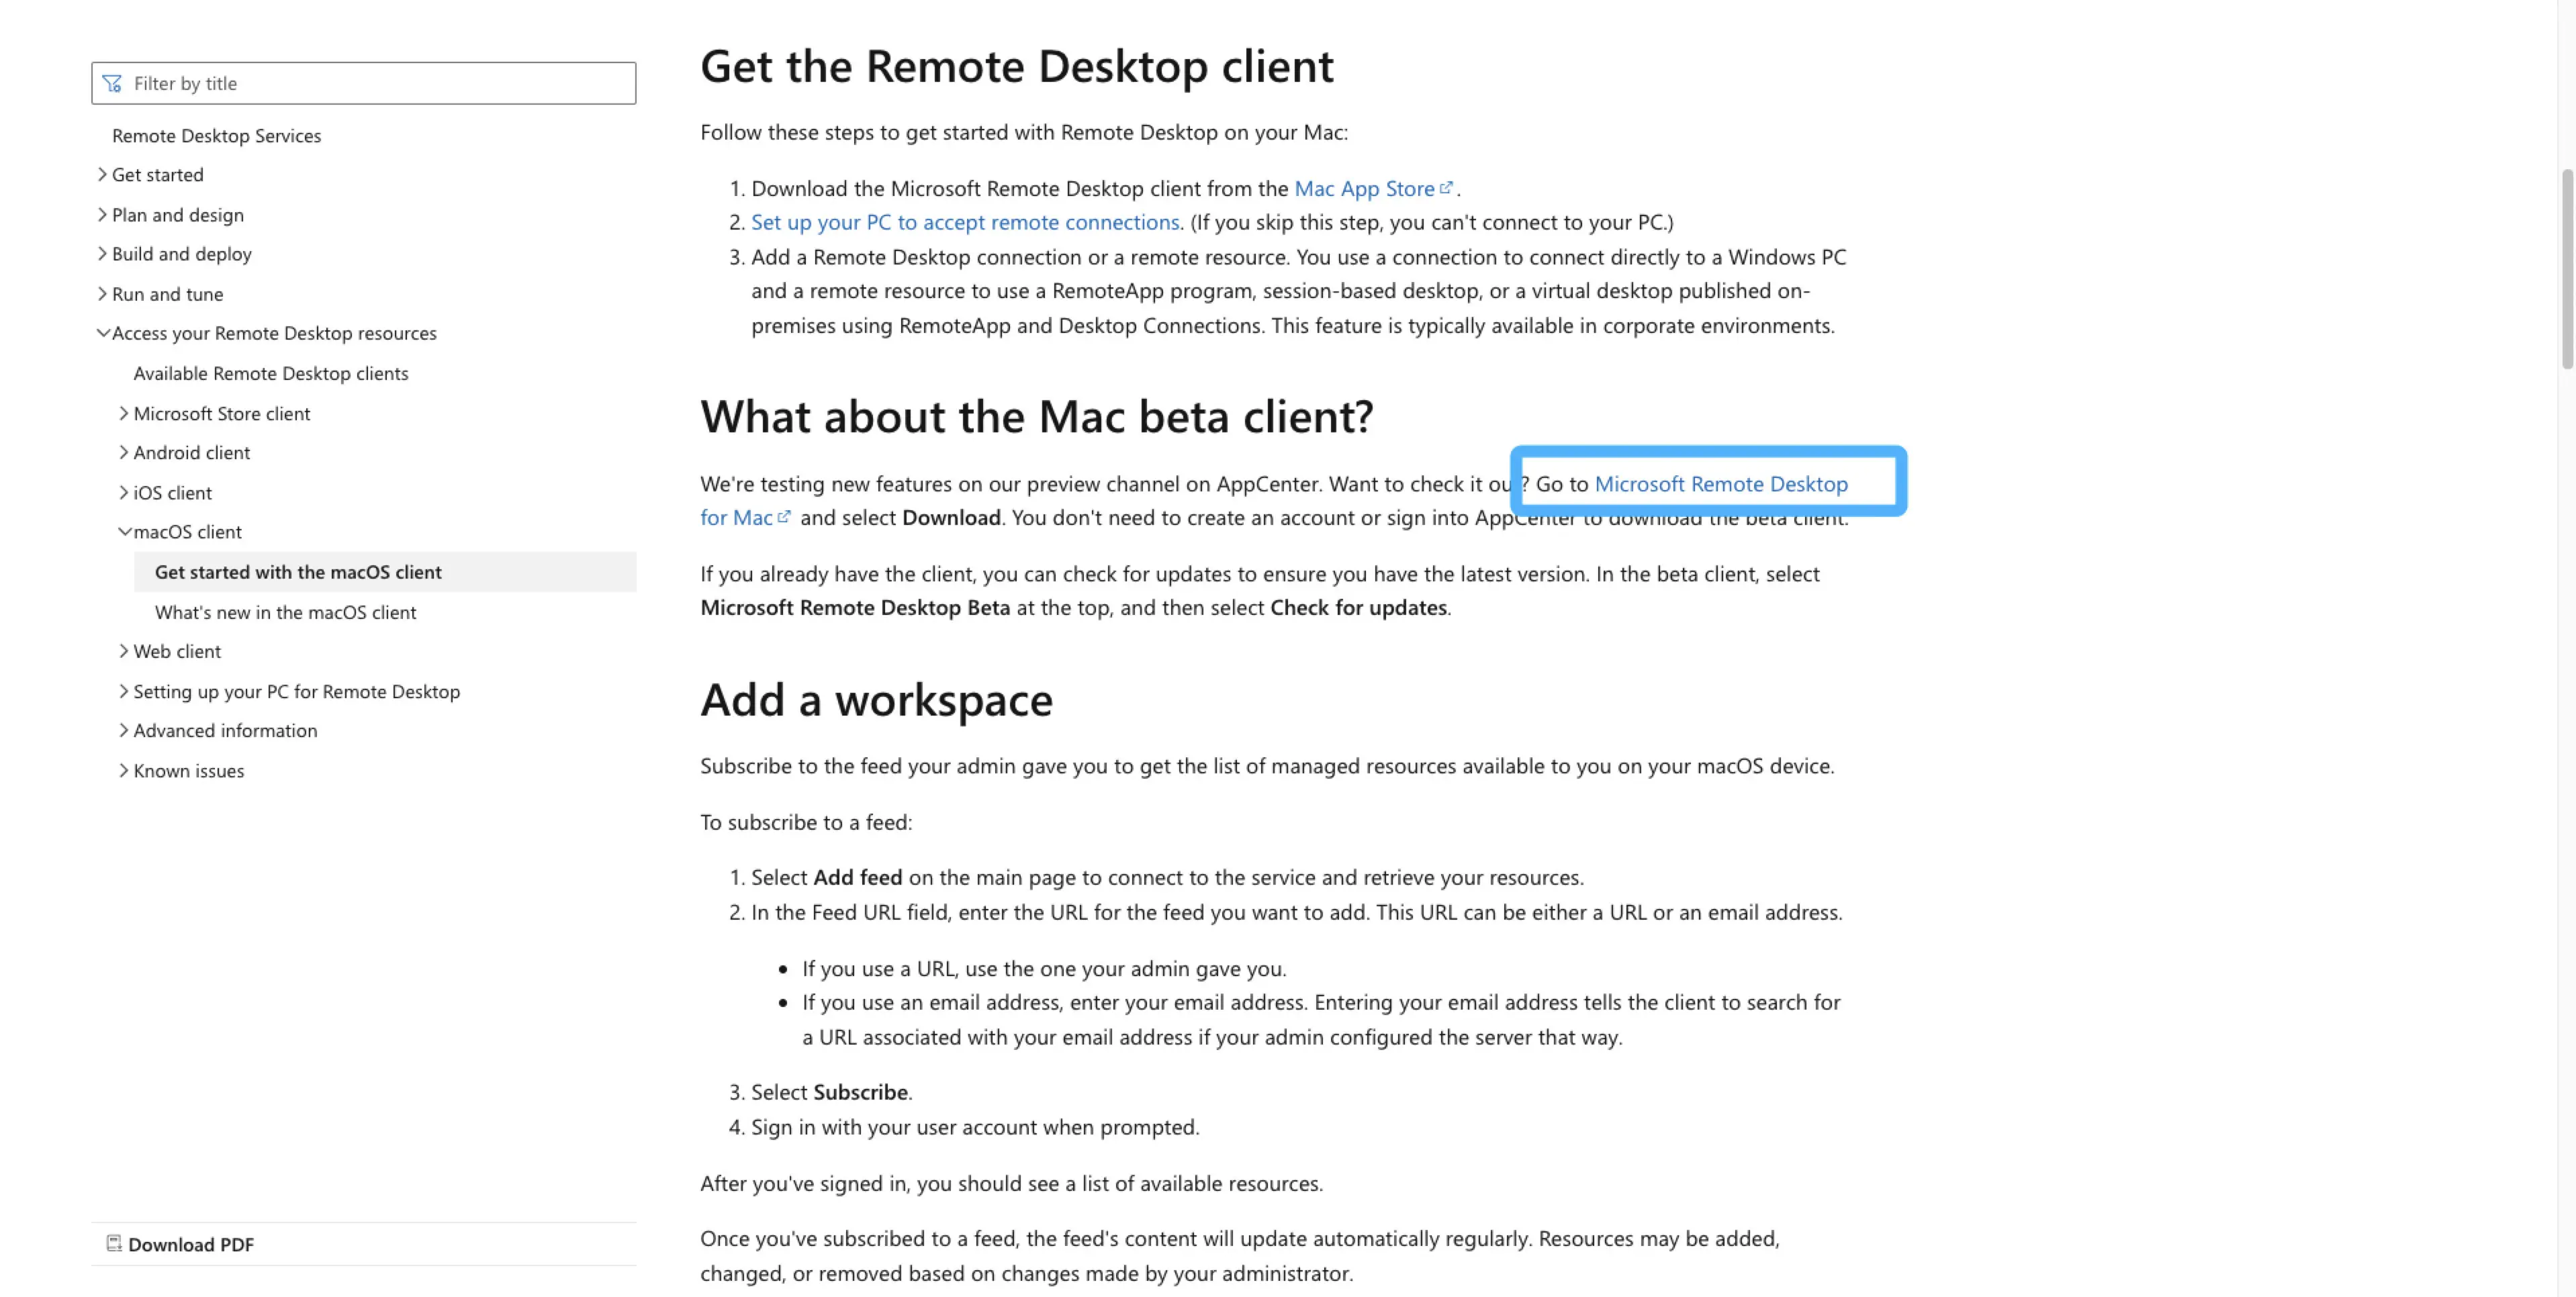 Filter by title
Remote Desktop Services
Get started
Plan and design
Build and deploy
Run and tune
Access your Remote Desktop resources
Available Remote Desktop clients
Microsoft Store client
Android client
iOS client
macOS client
Get started with the macOS client
What's new in the macOS client
Web client
Setting up your PC for Remote Desktop
Advanced information
Known issues
Download PDF
Get the Remote Desktop client
Follow these steps to get started with Remote Desktop on your Mac:
1. Download the Microsoft Remote Desktop client from the Mac App Store.
2. Set up your PC to accept remote connections. (If you skip this step, you can't connect to your PC.)
3. Add a Remote Desktop connection or a remote resource. You use a connection to connect directly to a Windows PC
and a remote resource to use a RemoteApp program, session-based desktop, or a virtual desktop published on-
premises using RemoteApp and Desktop Connections. This feature is typically available in corporate environments.
What about the Mac beta client?
We're testing new features on our preview channel on AppCenter. Want to check it out? Go to Microsoft Remote Desktop
for Mac and select Download. You don't need to create an account or sign into AppCenter to download the beta client.
If you already have the client, you can check for updates to ensure you have the latest version. In the beta client, select
Microsoft Remote Desktop Beta at the top, and then select Check for updates.
Add a workspace
Subscribe to the feed your admin gave you to get the list of managed resources available to you on your macOS device.
To subscribe to a feed:
1. Select Add feed on the main page to connect to the service and retrieve your resources.
2. In the Feed URL field, enter the URL for the feed you want to add. This URL can be either a URL or an email address.
• If you use a URL, use the one your admin gave you.
• If you use an email address, enter your email address. Entering your email address tells the client to search for
a URL associated with your email address if your admin configured the server that way.
3. Select Subscribe.
4. Sign in with your user account when prompted.
After you've signed in, you should see a list of available resources.
Once you've subscribed to a feed, the feed's content will update automatically regularly. Resources may be added,
changed, or removed based on changes made by your administrator.